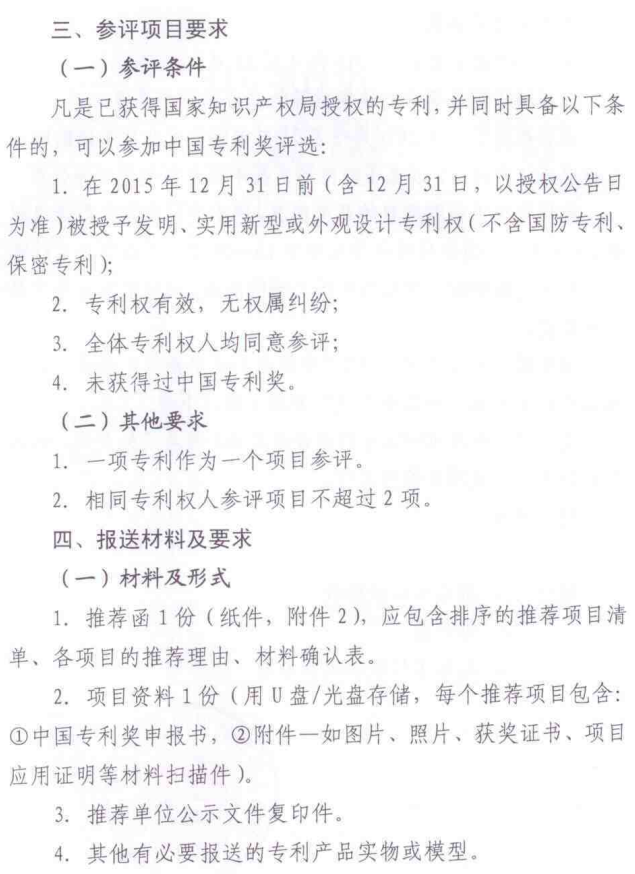 三、参评项目要求
（一）参评条件
凡是已获得国家知识产权局授权的专利，并同时具备以下条
件的，可以参加中国专利奖评选：
1. 在 2015 年 12 月 31 日前（含 12 月 31 日，以授权公告日
为准）被授予发明、实用新型或外观设计专利权（不含国防专利、
保密专利）；
2. 专利权有效，无权属纠纷；
3. 全体专利权人均同意参评；
4. 未获得过中国专利奖。
（二）其他要求
1. 一项专利作为一个项目参评。
2. 相同专利权人参评项目不超过 2 项。
四、报送材料及要求
（一）材料及形式
1. 推荐函 1 份（纸件，附件 2），应包含排序的推荐项目清
单、各项目的推荐理由、材料确认表。
2. 项目资料 1 份（用 U 盘/光盘存储，每个推荐项目包含：
①中国专利奖申报书，②附件—如图片、照片、获奖证书、项目
应用证明等材料扫描件）。
3. 推荐单位公示文件复印件。
4. 其他有必要报送的专利产品实物或模型。